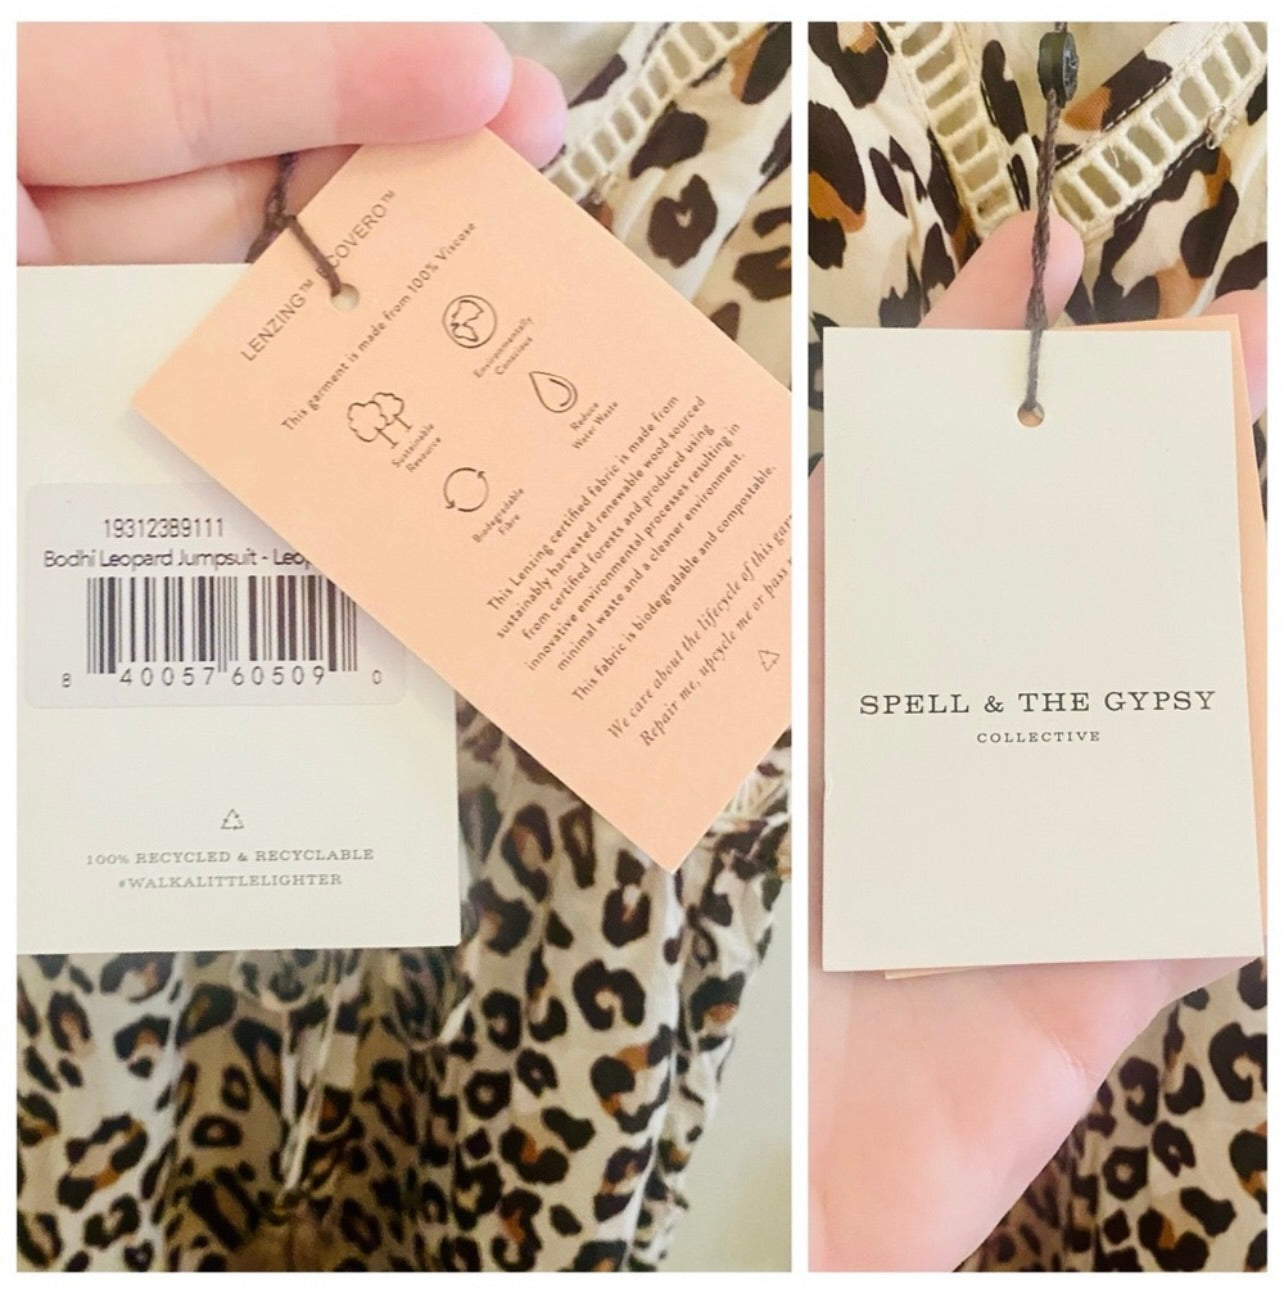 LENZING™ ECOVERO™
This garment is made from 100% Viscose
Environmentally
Conscious
Sustainable
Resource
Reduce
Water Waste
Biodegradable
Fibre
This Lenzing certified fabric is made from
sustainably harvested renewable wood sourced
from certified forests and produced using
innovative environmental processes resulting in
minimal waste and a cleaner environment.
This fabric is biodegradable and compostable.
We care about the lifecycle of this
Repair me, upcycle me or pass
193123B9111
Bodhi Leopard Jumpsuit -
8 40057 60509 0
100% RECYCLED & RECYCLABLE
#WALKALITTLELIGHTER
SPELL & THE GYPSY
COLLECTIVE